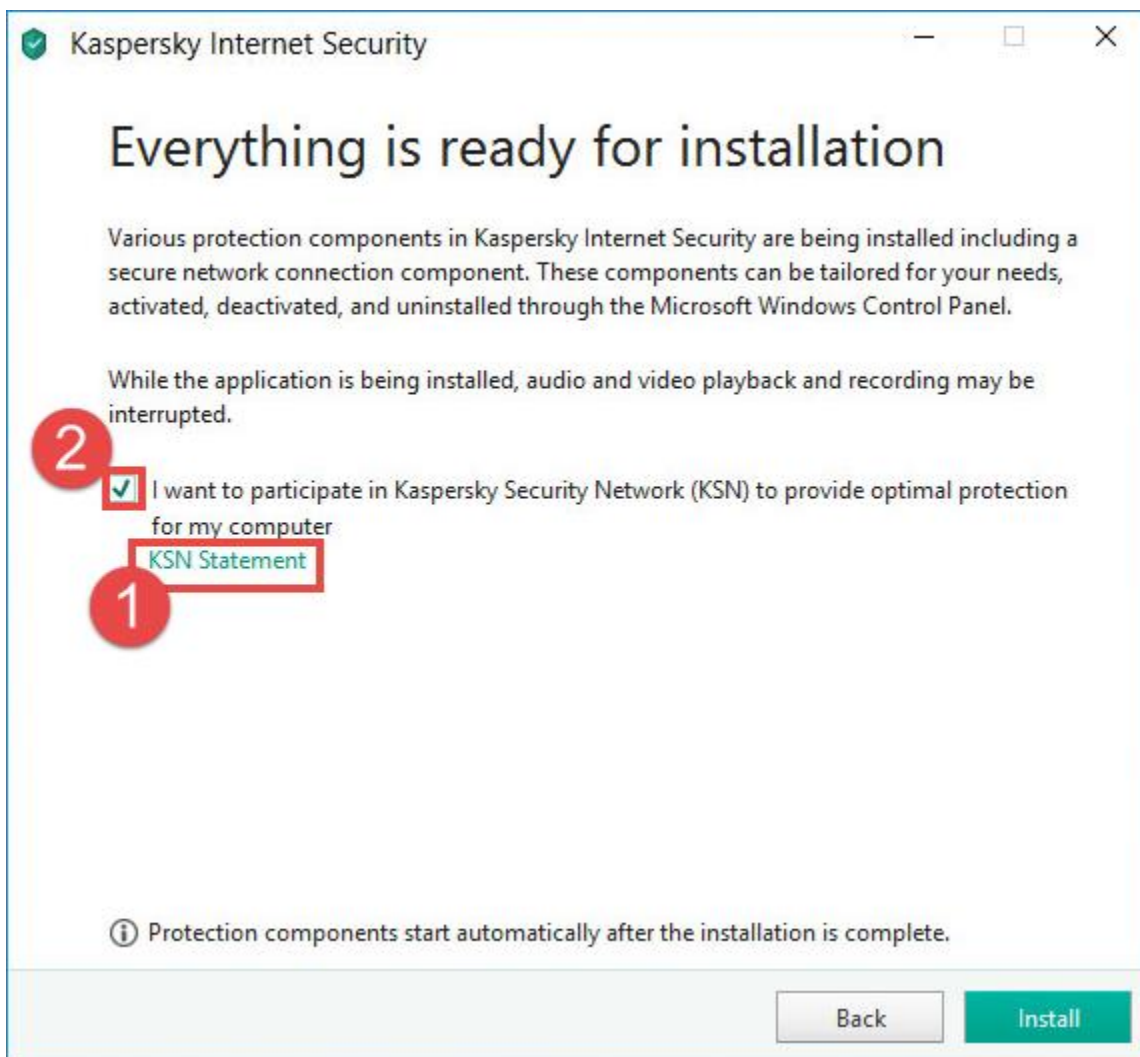 Kaspersky Internet Security
Everything is ready for installation
Various protection components in Kaspersky Internet Security are being installed including a
secure network connection component. These components can be tailored for your needs,
activated, deactivated, and uninstalled through the Microsoft Windows Control Panel.
While the application is being installed, audio and video playback and recording may be
interrupted.
2
I want to participate in Kaspersky Security Network (KSN) to provide optimal protection
for my computer
KSN Statement
1
Protection components start automatically after the installation is complete.
Back
Install